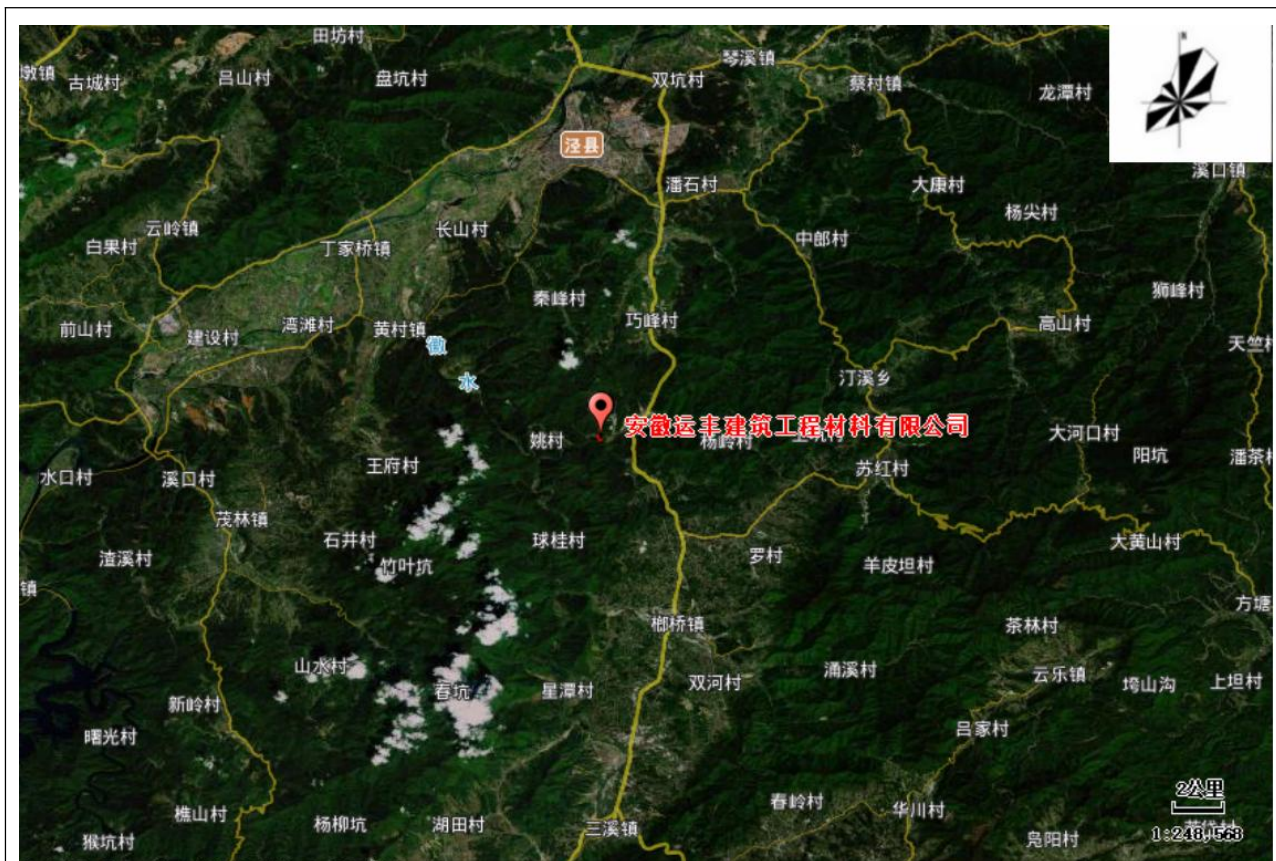 田坊村
琴溪镇
墩镇
古城村
吕山村
盘坑村
双坑村
蔡村镇
龙潭村
泾县
溪口镇
潘石村
大康村
杨尖村
云岭镇
白果村
长山村
丁家桥镇
中郎村
狮峰村
秦峰村
前山村
建设村
湾滩村
黄村镇
巧峰村
高山村
天竺村
徽
水
汀溪乡
安徽运丰建筑工程材料有限公司
姚村
杨岭村
大河口村
阳坑
潘茶村
水口村
溪口村
王府村
苏红村
茂林镇
石井村
球桂村
大黄山村
渣溪村
竹叶坑
罗村
羊皮坦村
镇
方塘
榔桥镇
茶林村
山水村
春坑
星潭村
双河村
涌溪村
云乐镇
垮山沟
上坦村
新岭村
曙光村
吕家村
2公里
樵山村
杨柳坑
湖田村
三溪镇
春岭村
华川村
1:248,568
猴坑村
凫阳村